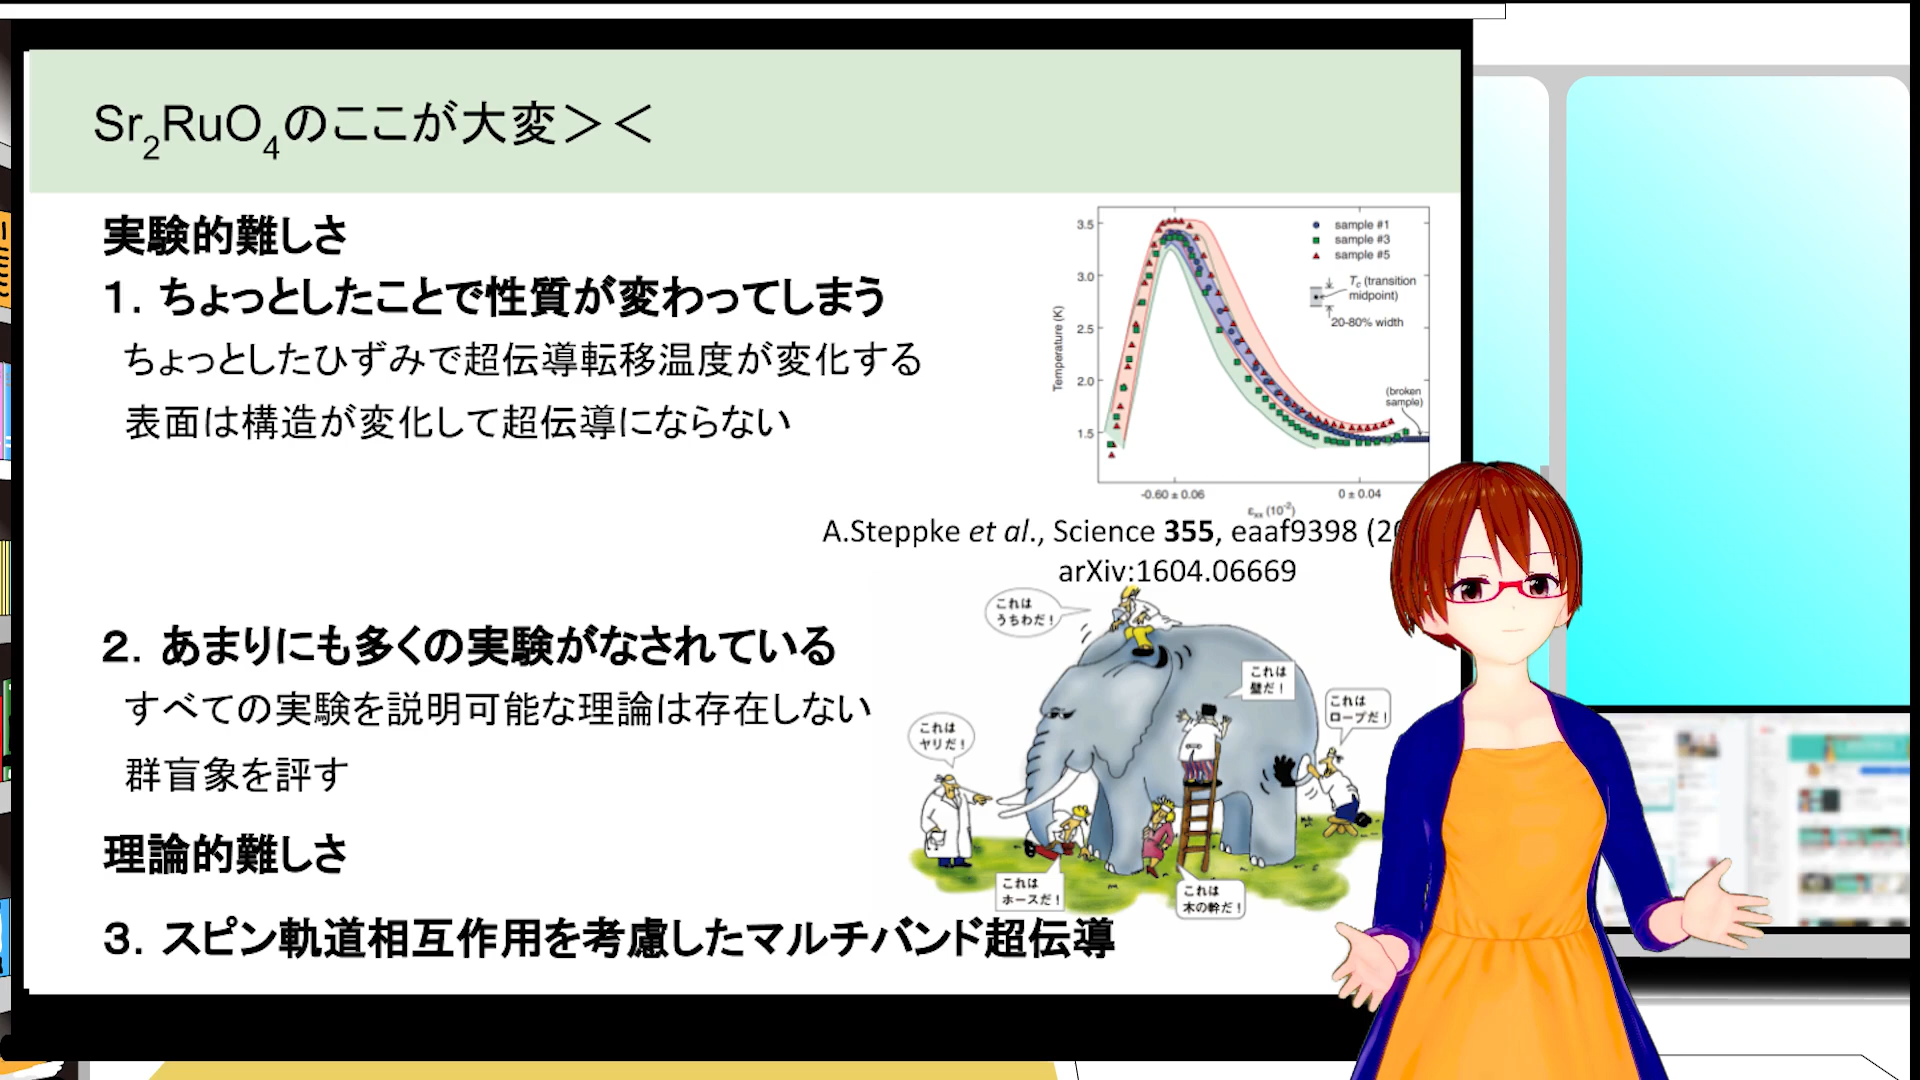 Sr2RuO4のここが大変＞＜
実験的難しさ
１．ちょっとしたことで性質が変わってしまう
ちょっとしたひずみで超伝導転移温度が変化する
表面は構造が変化して超伝導にならない
3.5
3.0
2.5
2.0
1.5
Temperature (K)
sample #1
sample #3
sample #5
Tc (transition
midpoint)
20-80% width
(broken
sample)
-0.60 ± 0.06
0 ± 0.04
εxx (10-2)
A.Steppke et al., Science 355, eaaf9398
arXiv:1604.06669
２．あまりにも多くの実験がなされている
すべての実験を説明可能な理論は存在しない
群盲象を評す
これは
うちわだ!
これは
壁だ!
これは
ロープだ!
これは
ヤリだ!
これは
ホースだ!
これは
木の幹だ!
理論的難しさ
３．スピン軌道相互作用を考慮したマルチバンド超伝導